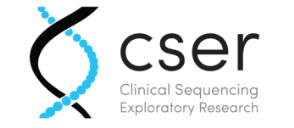 cser
Clinical Sequencing
Exploratory Research